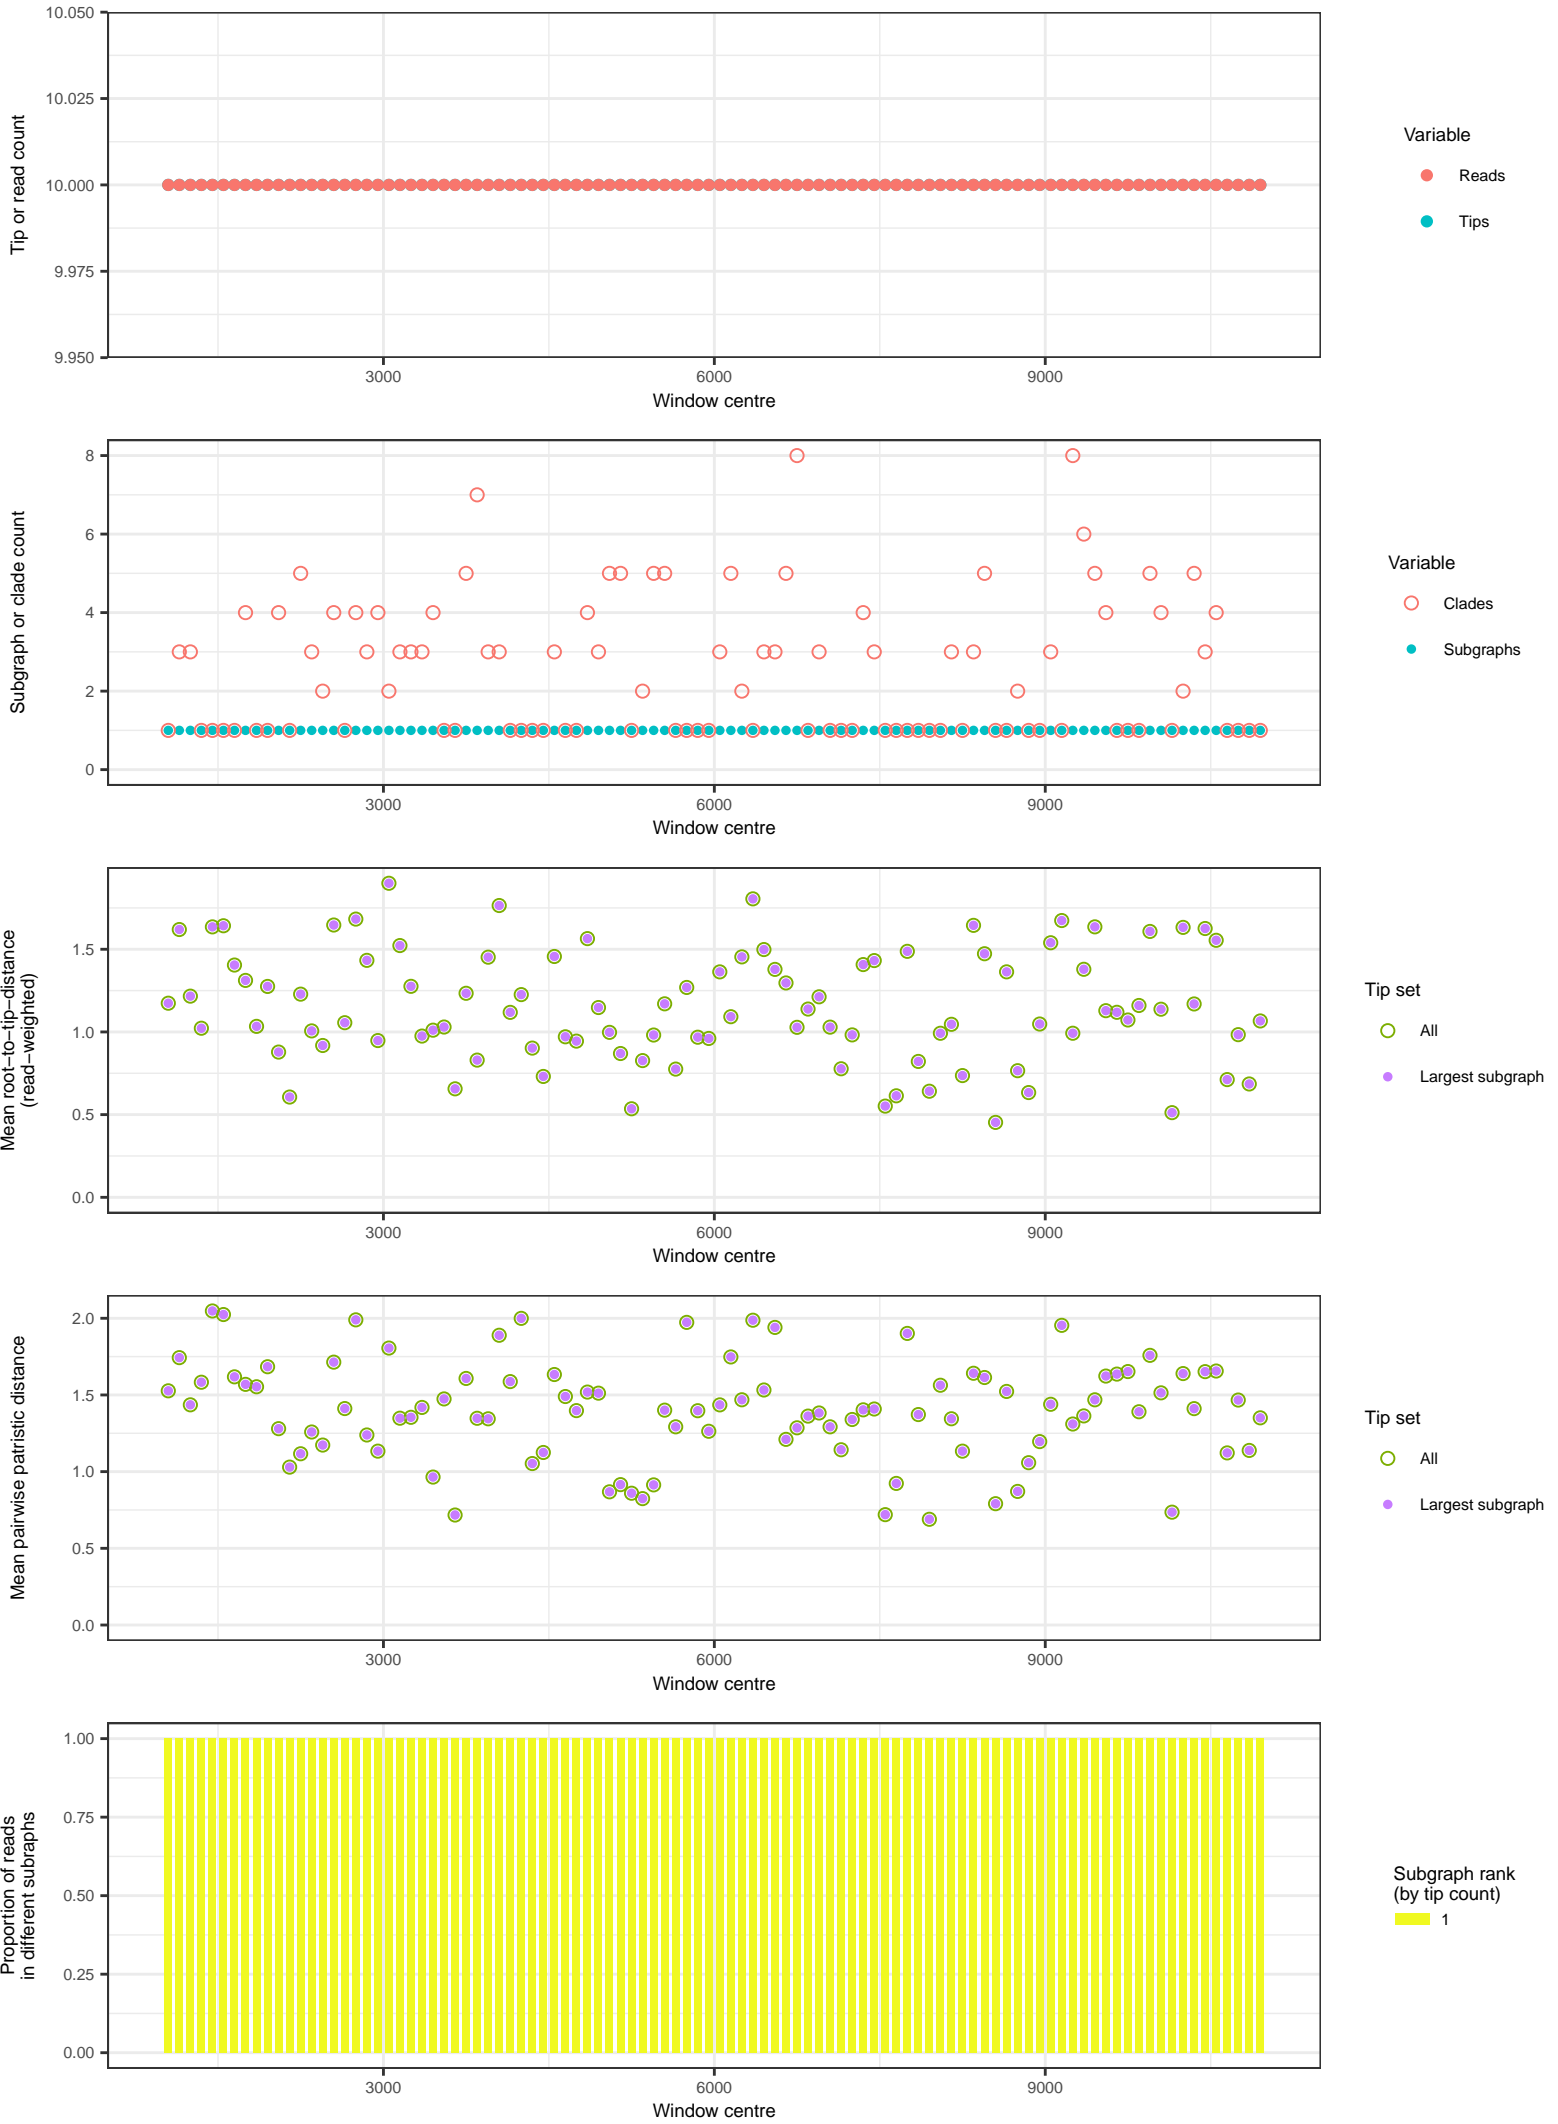 10.050
10.025
10.000
9.975
9.950
Tip or read count
3000 6000 9000
Window centre
Variable
Reads
Tips
8
6
4
2
0
Subgraph or clade count
3000 6000 9000
Window centre
Variable
Clades
Subgraphs
1.5
1.0
0.5
0.0
Mean root−to−tip−distance
(read−weighted)
3000 6000 9000
Window centre
Tip set
All
Largest subgraph
2.0
1.5
1.0
0.5
0.0
Mean pairwise patristic distance
3000 6000 9000
Window centre
Tip set
All
Largest subgraph
1.00
0.75
0.50
0.25
0.00
Proportion of reads
in different subraphs
3000 6000 9000
Window centre
Subgraph rank
(by tip count)
1